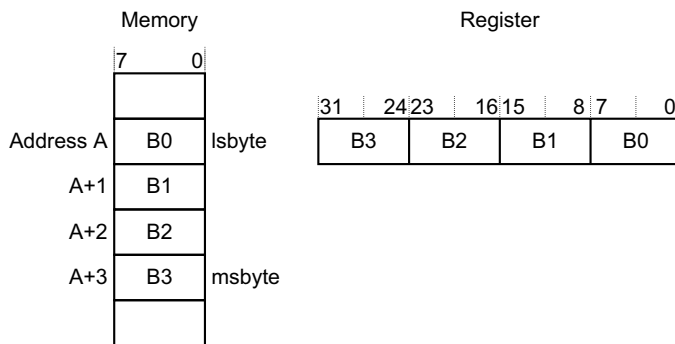 Memory
Register
7 0
31 24 23 16 15 8 7 0
Address A B0 lsbyte
B3 B2 B1 B0
A+1 B1
A+2 B2
A+3 B3 msbyte